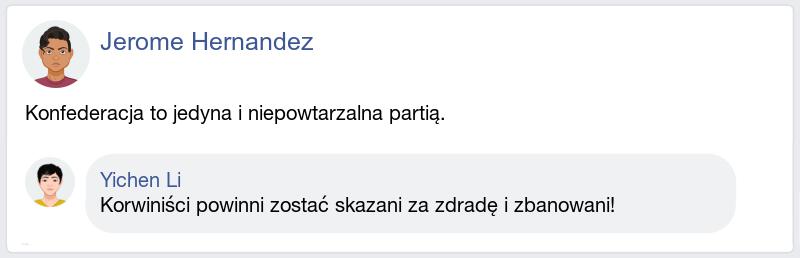 Jerome Hernandez
Konfederacja to jedyna i niepowtarzalna partią.
Yichen Li
Korwiniści powinni zostać skazani za zdradę i zbanowani!